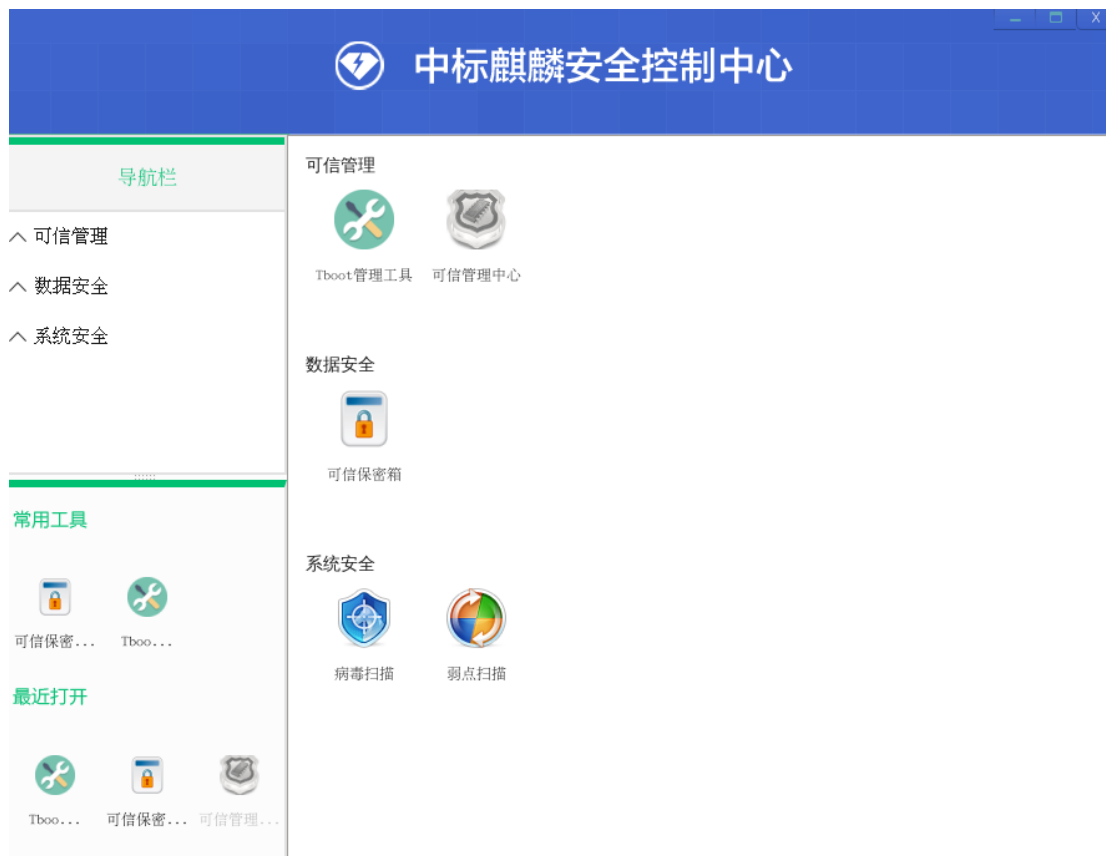 中标麒麟安全控制中心
导航栏
可信管理
数据安全
系统安全
常用工具
可信保密... Tboo...
最近打开
Tboo... 可信保密... 可信管理...
可信管理
Tboot管理工具 可信管理中心
数据安全
可信保密箱
系统安全
病毒扫描 弱点扫描